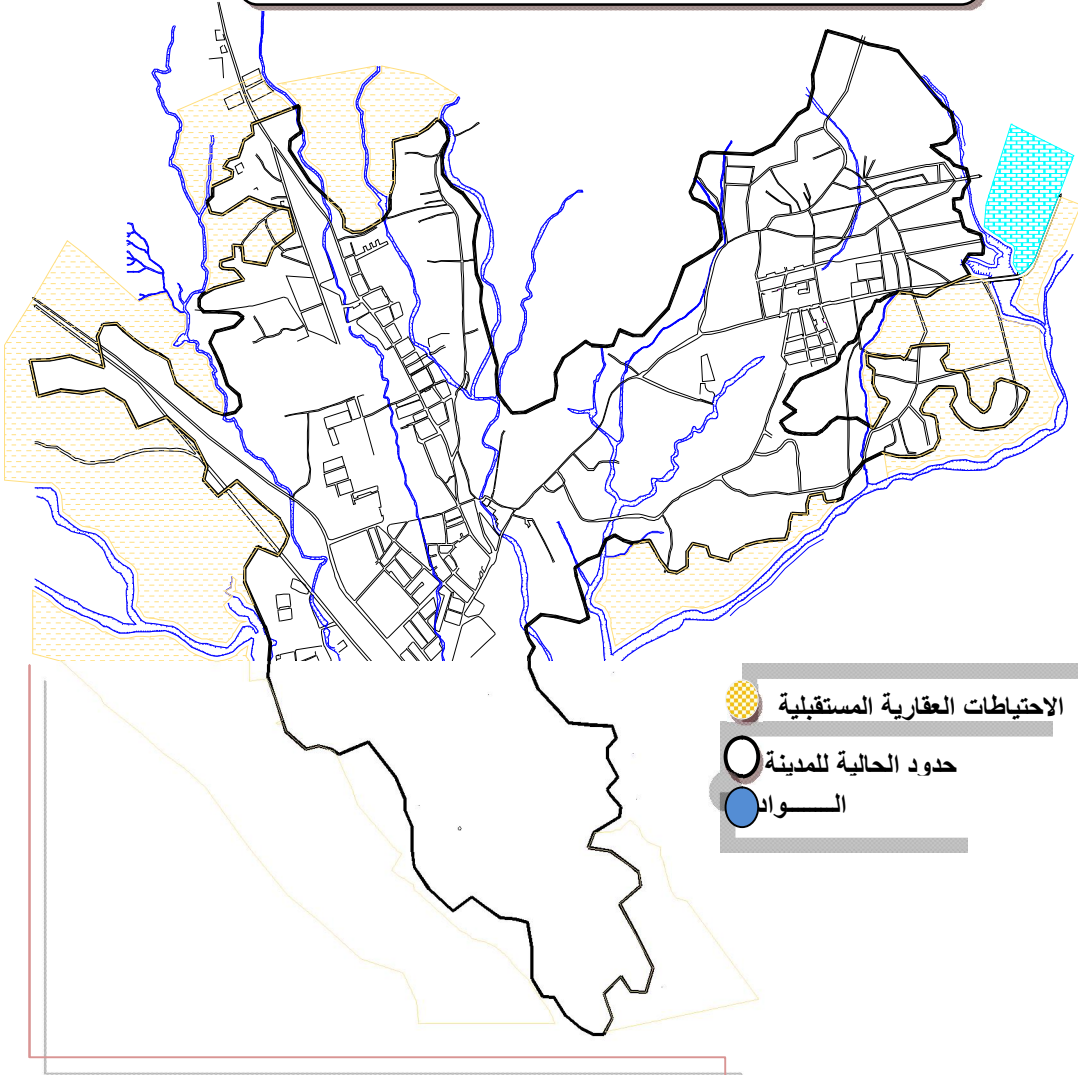 الاحتياطات العقارية المستقبلية
حدود الحالية للمدينة
الـــــواد